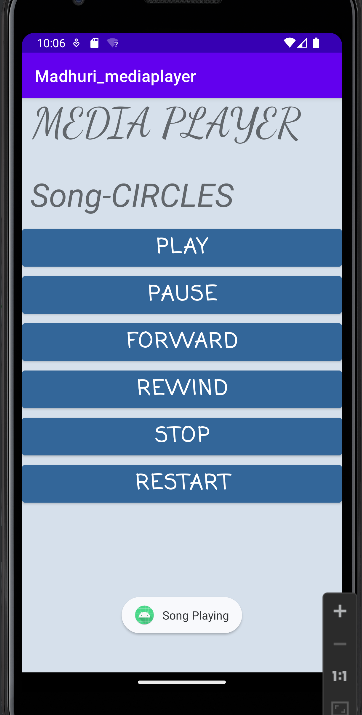 10:06
Madhuri_mediaplayer
MEDIA PLAYER
Song-CIRCLES
PLAY
PAUSE
FORWARD
REWIND
STOP
RESTART
Song Playing
1:1